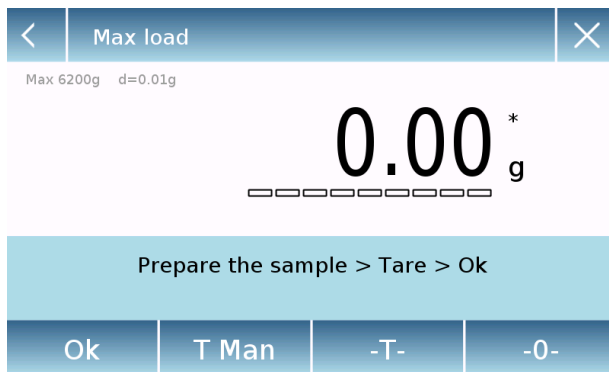 Max load
Max 6200g d=0.01g
0.00 *
g
Prepare the sample > Tare > Ok
Ok T Man -T- -0-